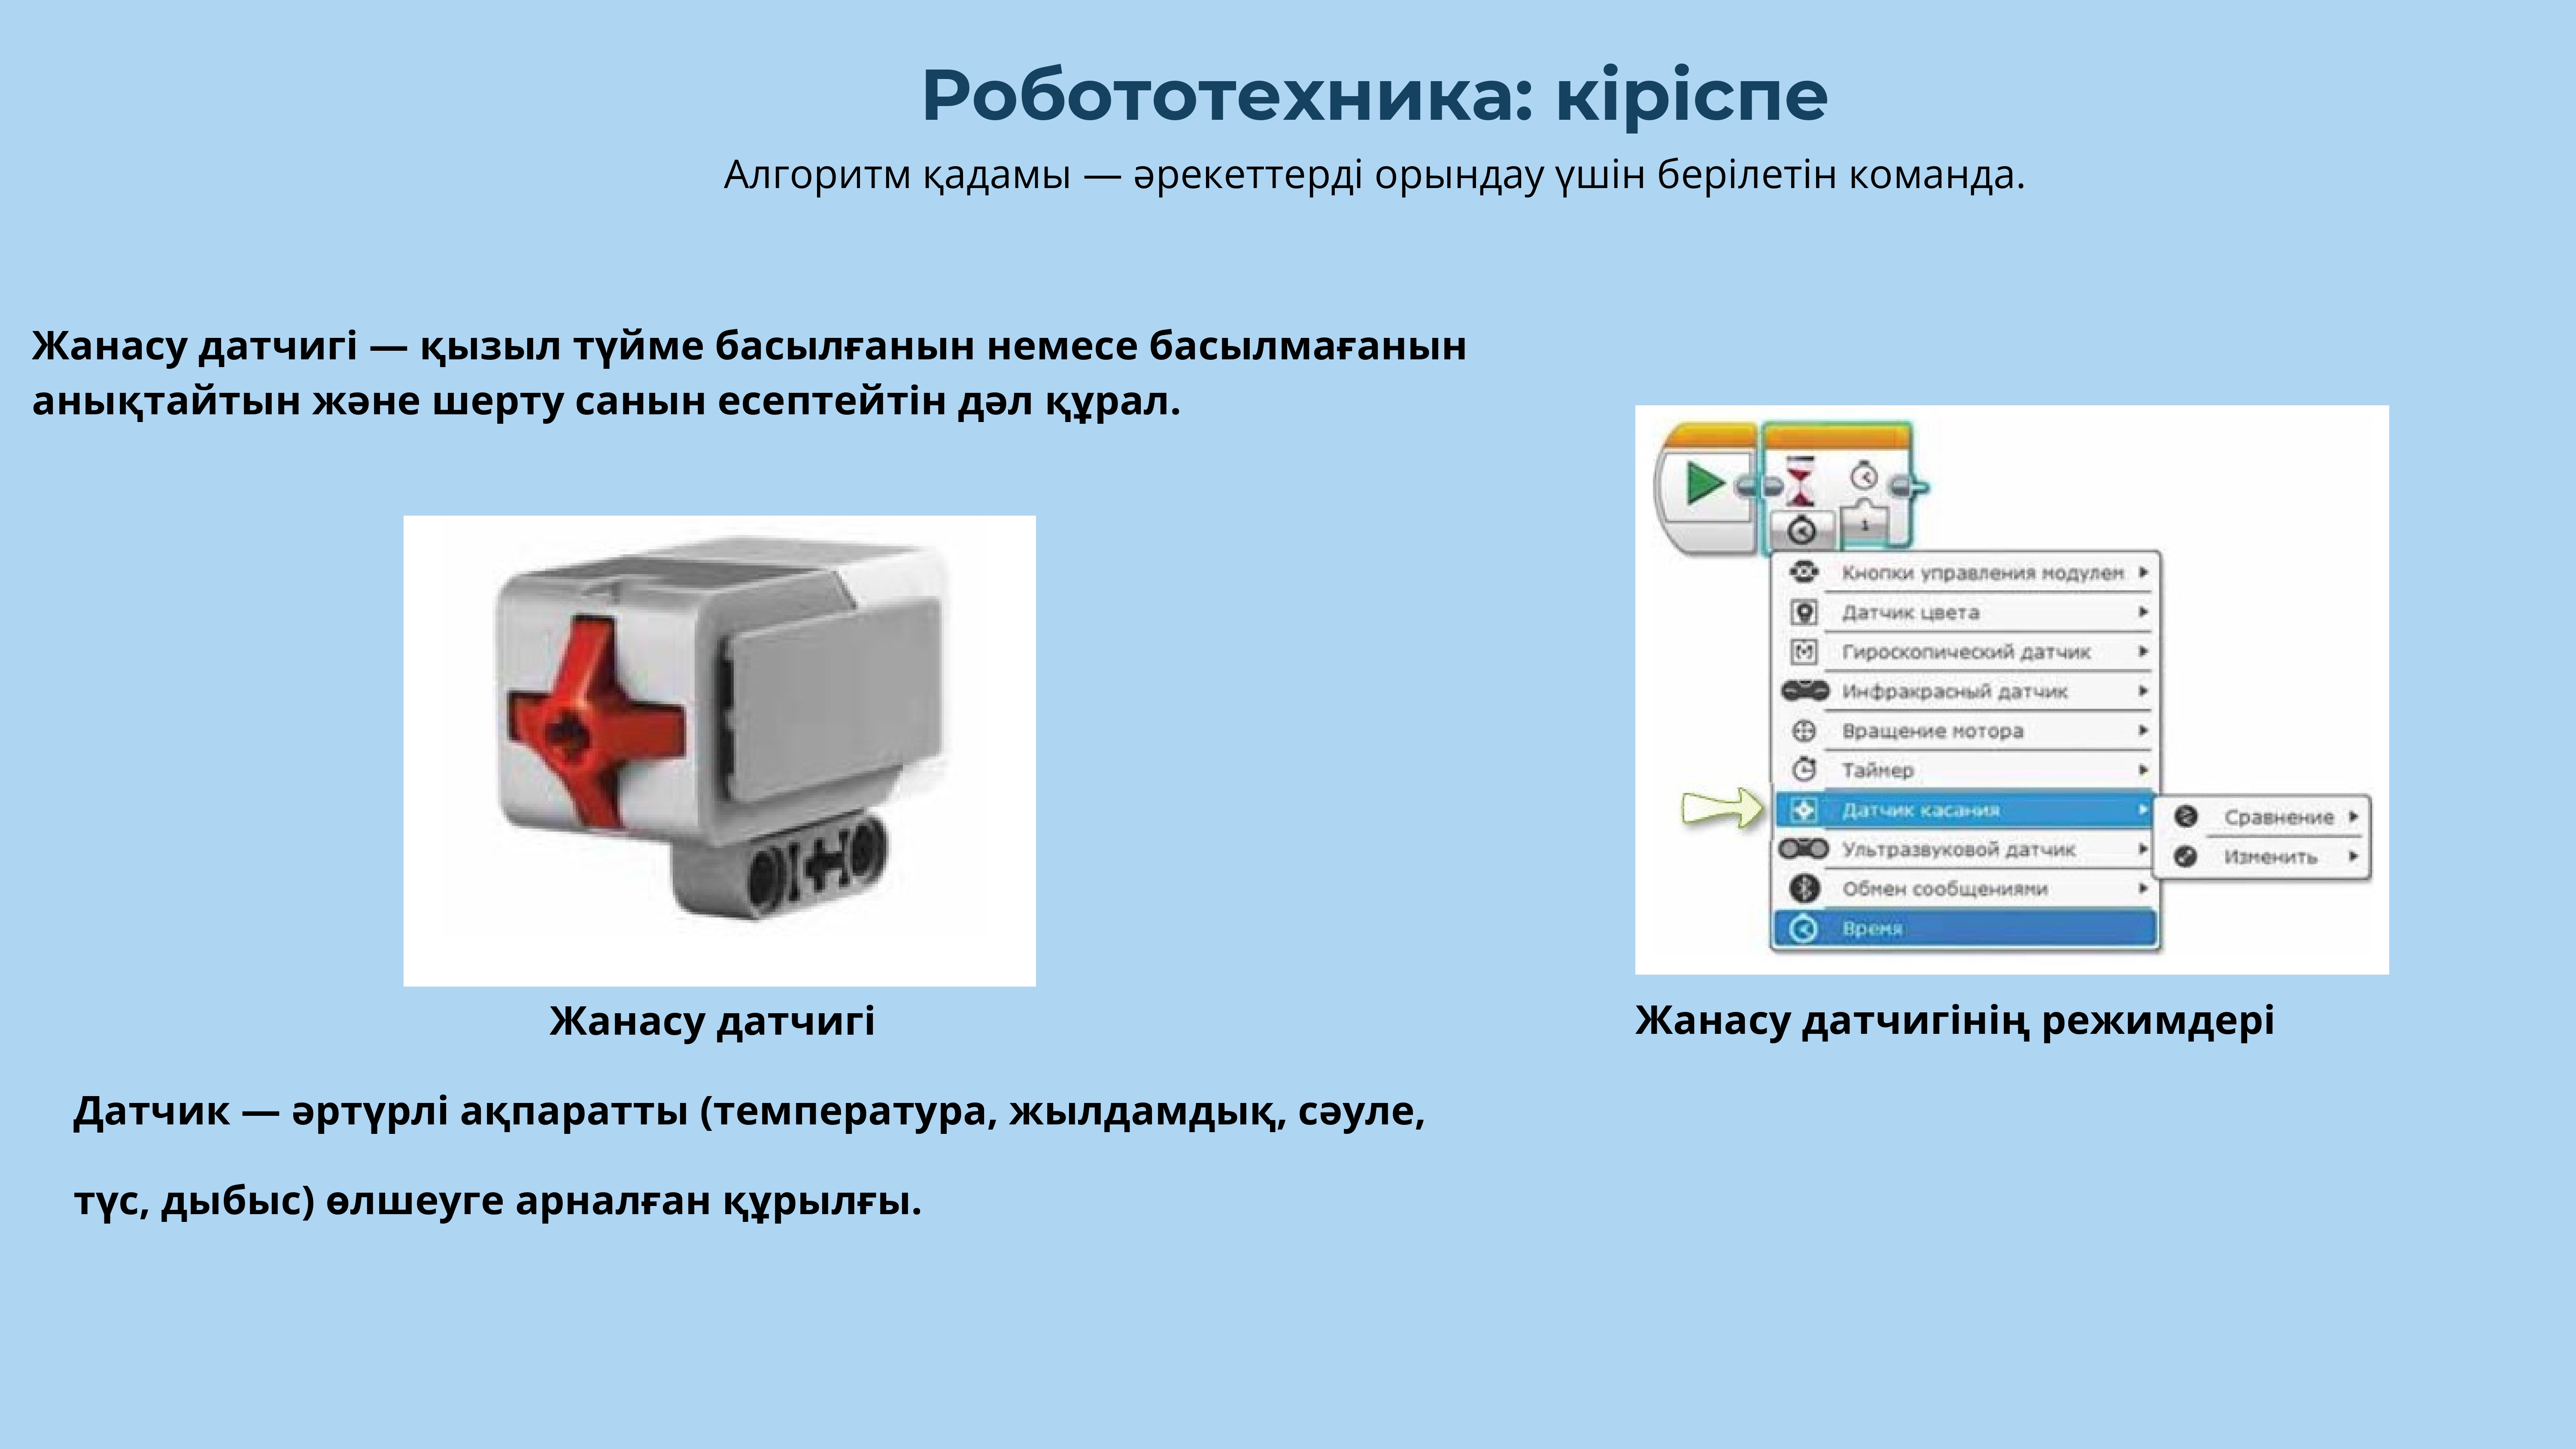 Робототехника: кіріспе
Алгоритм қадамы — әрекеттерді орындау үшін берілетін команда.
Жанасу датчигі — қызыл түйме басылғанын немесе басылмағанын
анықтайтын және шерту санын есептейтін дәл құрал.
1
Кнопки управления модулем
Датчик цвета
Гироскопический датчик
Инфракрасный датчик
Вращение мотора
Таймер
Датчик касания
Сравнение
Изменить
Ультразвуковой датчик
Обмен сообщениями
Время
Жанасу датчигі
Жанасу датчигінің режимдері
Датчик — әртүрлі ақпаратты (температура, жылдамдық, сәуле,
түс, дыбыс) өлшеуге арналған құрылғы.